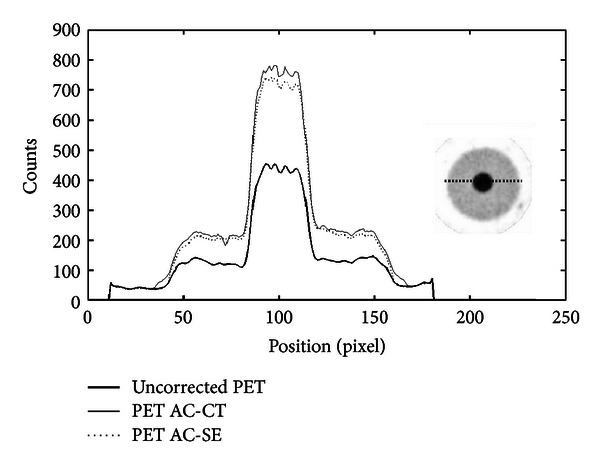 900
800
700
600
500
400
300
200
100
0
Counts
0 50 100 150 200 250
Position (pixel)
Uncorrected PET
PET AC-CT
PET AC-SE